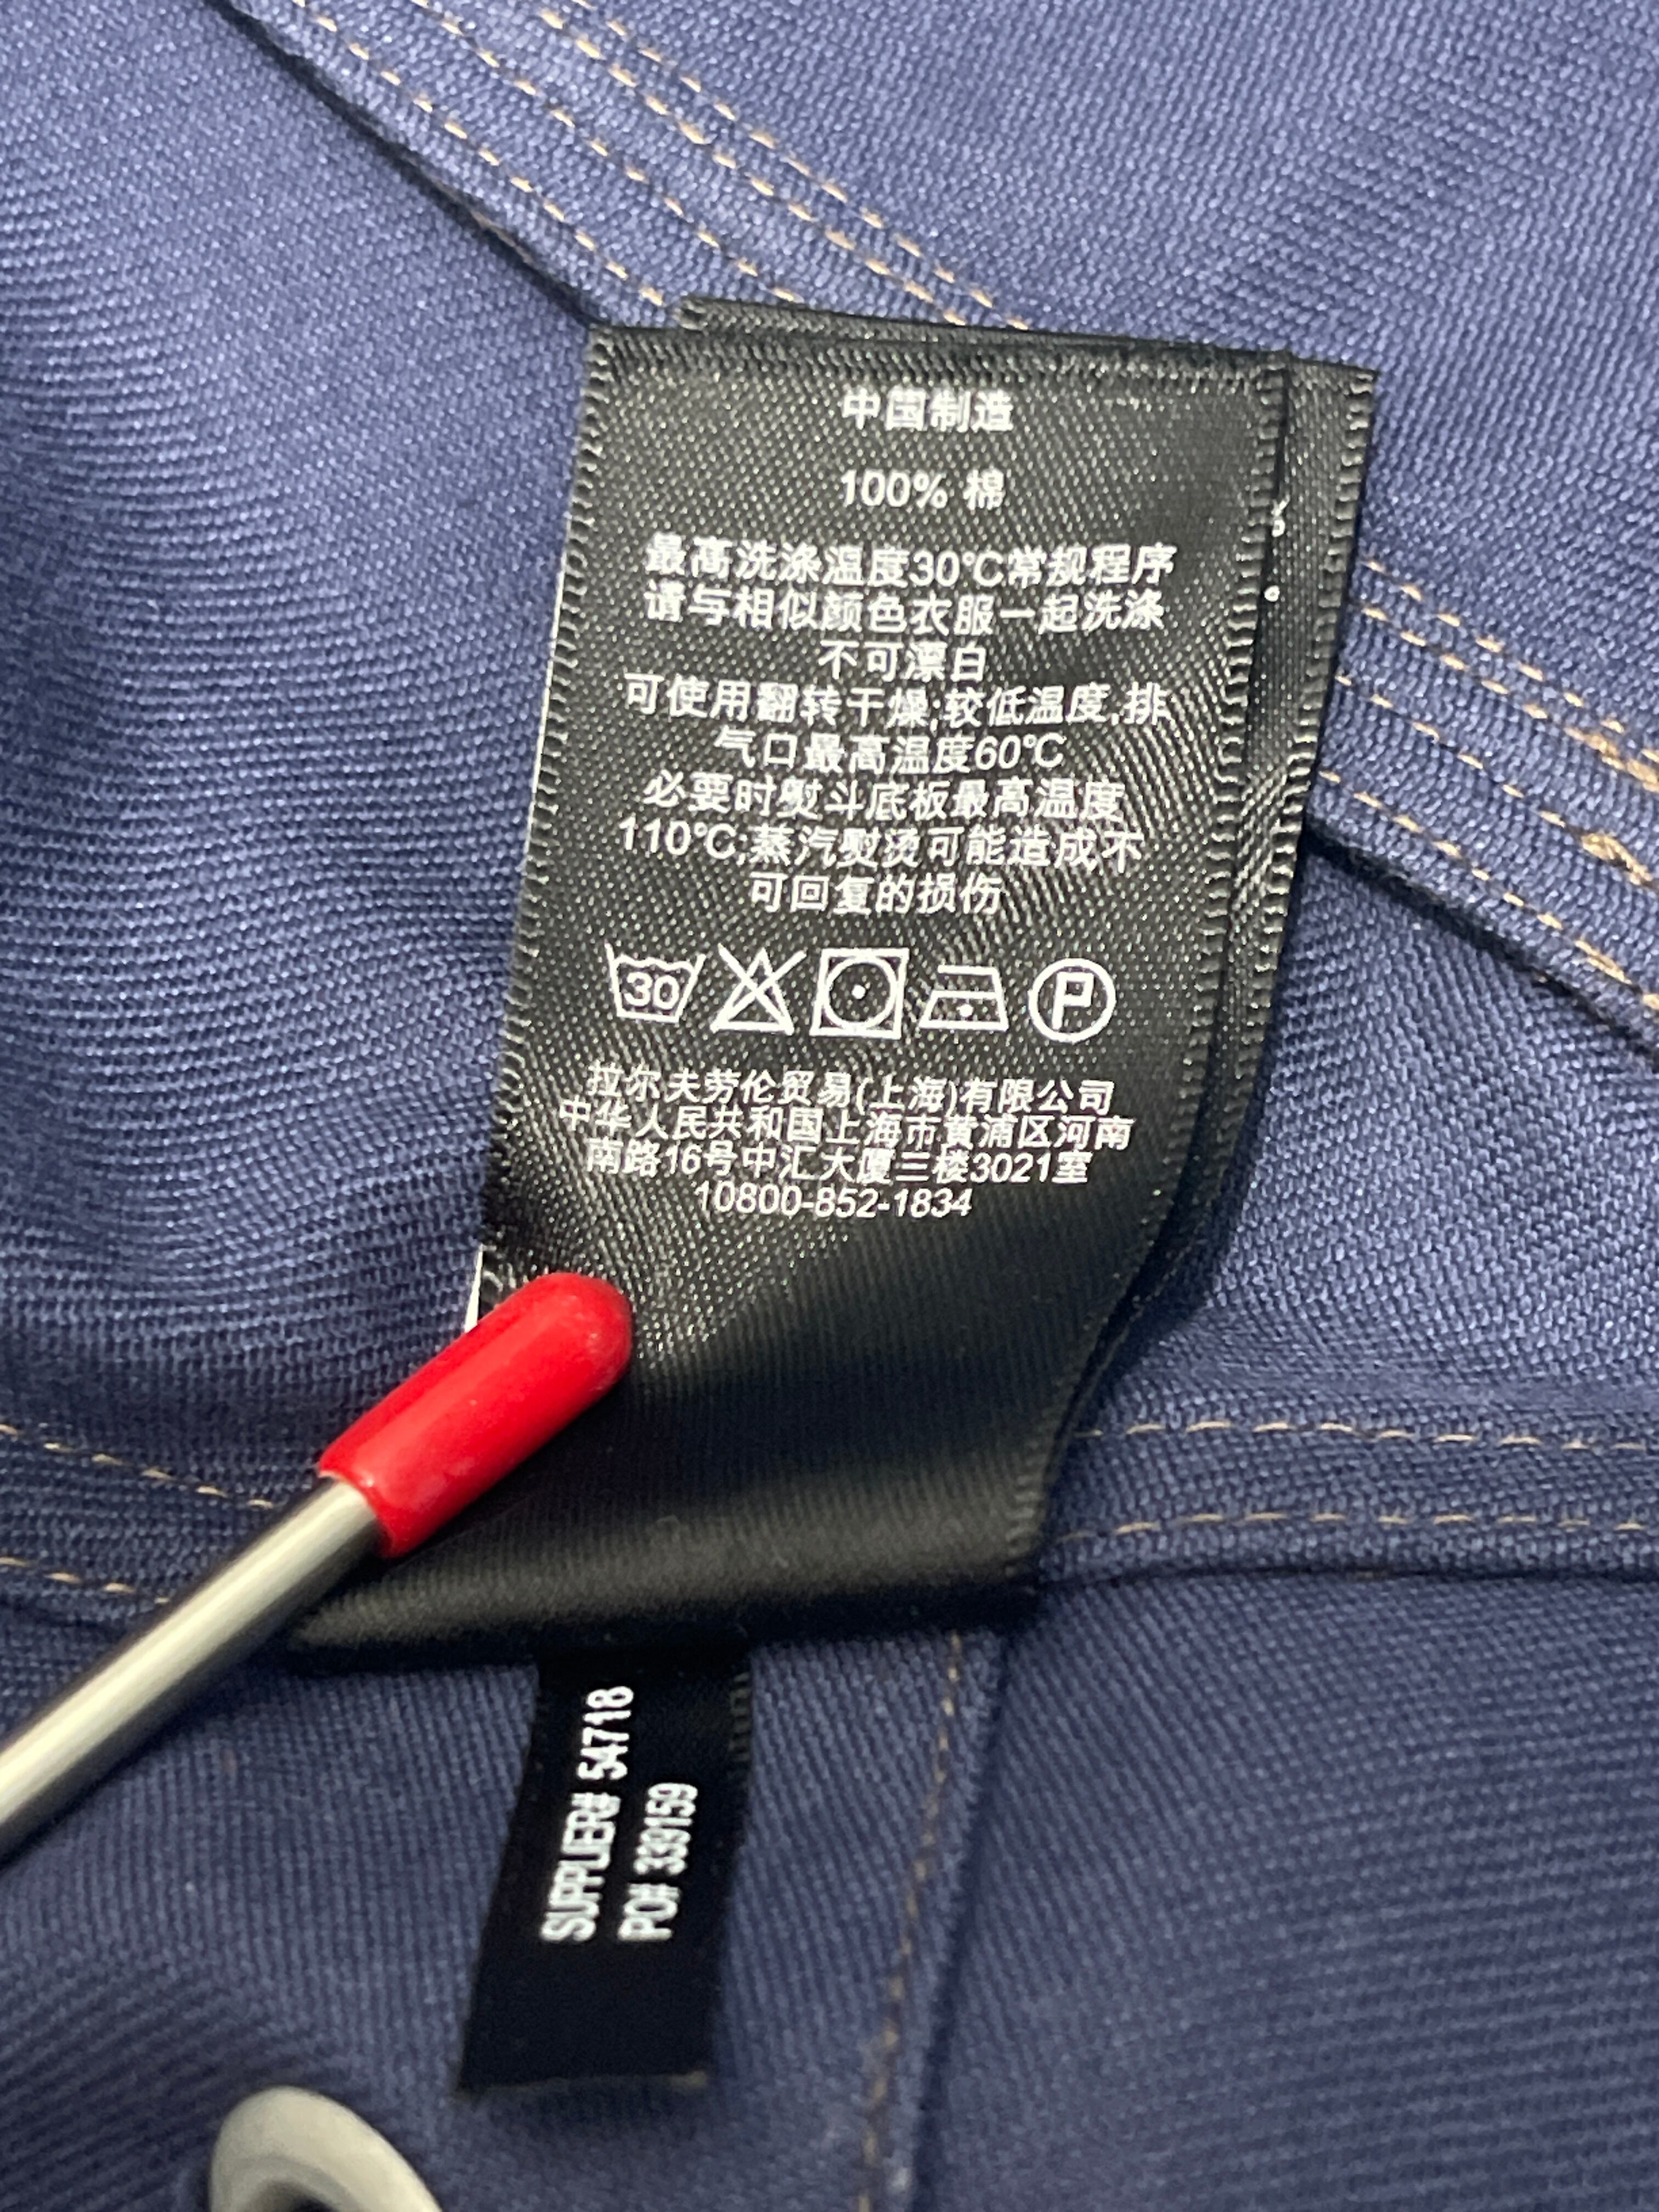 中国制造
100% 棉
最高洗涤温度30℃常规程序
请与相似颜色衣服一起洗涤
不可漂白
可使用翻转干燥;较低温度,排
气口最高温度60℃
必要时熨斗底板最高温度
110℃;蒸汽熨烫可能造成不
可回复的损伤
30
P
拉尔夫劳伦贸易(上海)有限公司
中华人民共和国上海市黄浦区河南
南路16号中汇大厦三楼3021室
10800-852-1834
SUPPLIER# 54718
PO# 339159